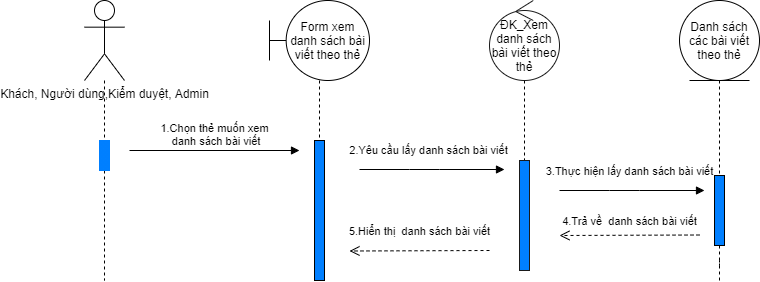 Form xem
danh sách bài
viết theo thẻ
ĐK_Xem
danh sách
bài viết theo
thẻ
Danh sách
các bài viết
theo thẻ
Khách, Người dùng,Kiểm duyệt, Admin
1.Chọn thẻ muốn xem
danh sách bài viết
2.Yêu cầu lấy danh sách bài viết
3.Thực hiện lấy danh sách bài viết
4.Trả về danh sách bài viết
5.Hiển thị danh sách bài viết